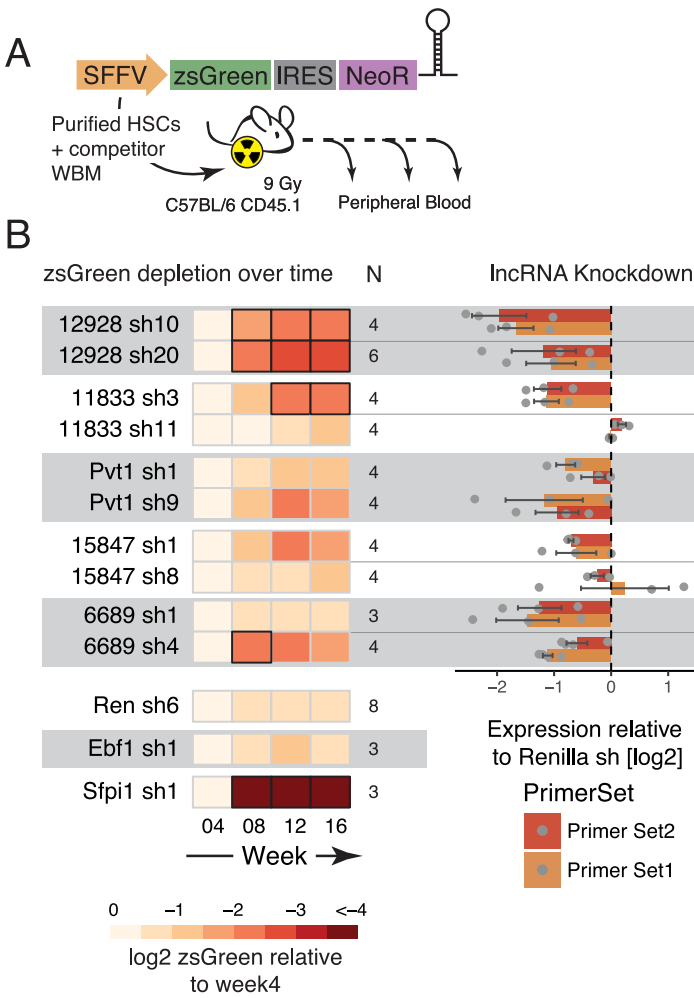 A
SFFV zsGreen IRES NeoR
Purified HSCs
+ competitor
WBM
9 Gy
C57BL/6 CD45.1
Peripheral Blood
B
zsGreen depletion over time N lncRNA Knockdown
12928 sh10 4
12928 sh20 6
11833 sh3 4
11833 sh11 4
Pvt1 sh1 4
Pvt1 sh9 4
15847 sh1 4
15847 sh8 4
6689 sh1 3
6689 sh4 4
−2 −1 0 1
Ren sh6 8
Ebf1 sh1 3
Sfpi1 sh1 3
04 08 12 16
Week
Expression relative
to Renilla sh [log2]
PrimerSet
Primer Set2
Primer Set1
0 −1 −2 −3 <−4
log2 zsGreen relative
to week4